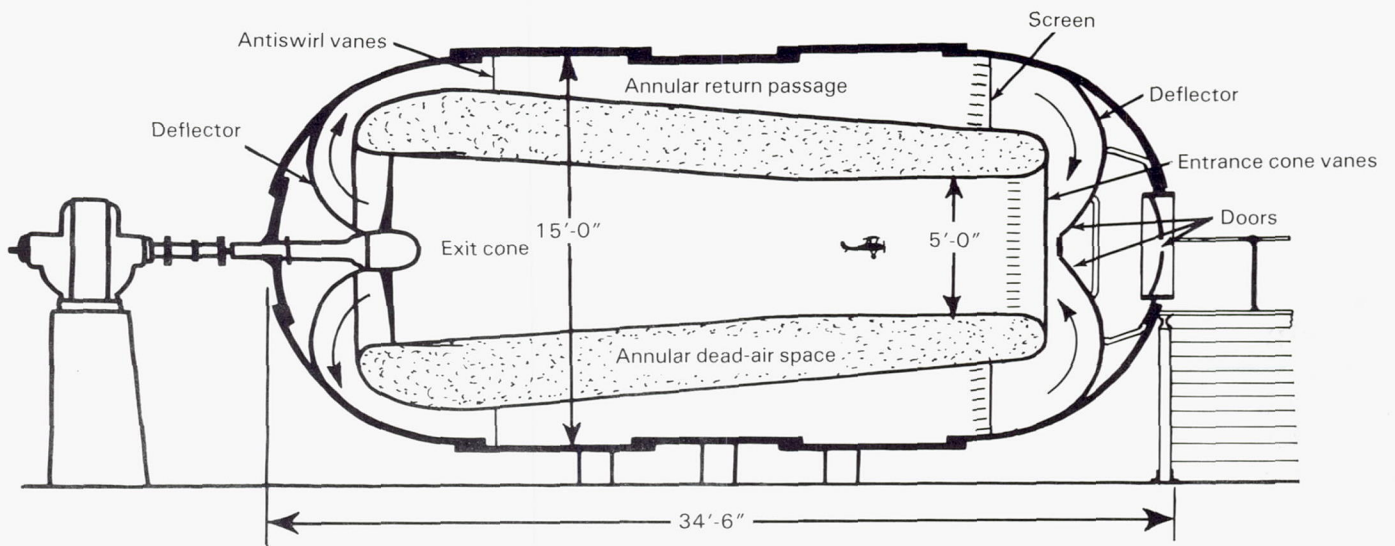 Screen
Antiswirl vanes
Annular return passage
Deflector
Deflector
Entrance cone vanes
Doors
15'-0"
5'-0"
Exit cone
Annular dead-air space
34'-6"